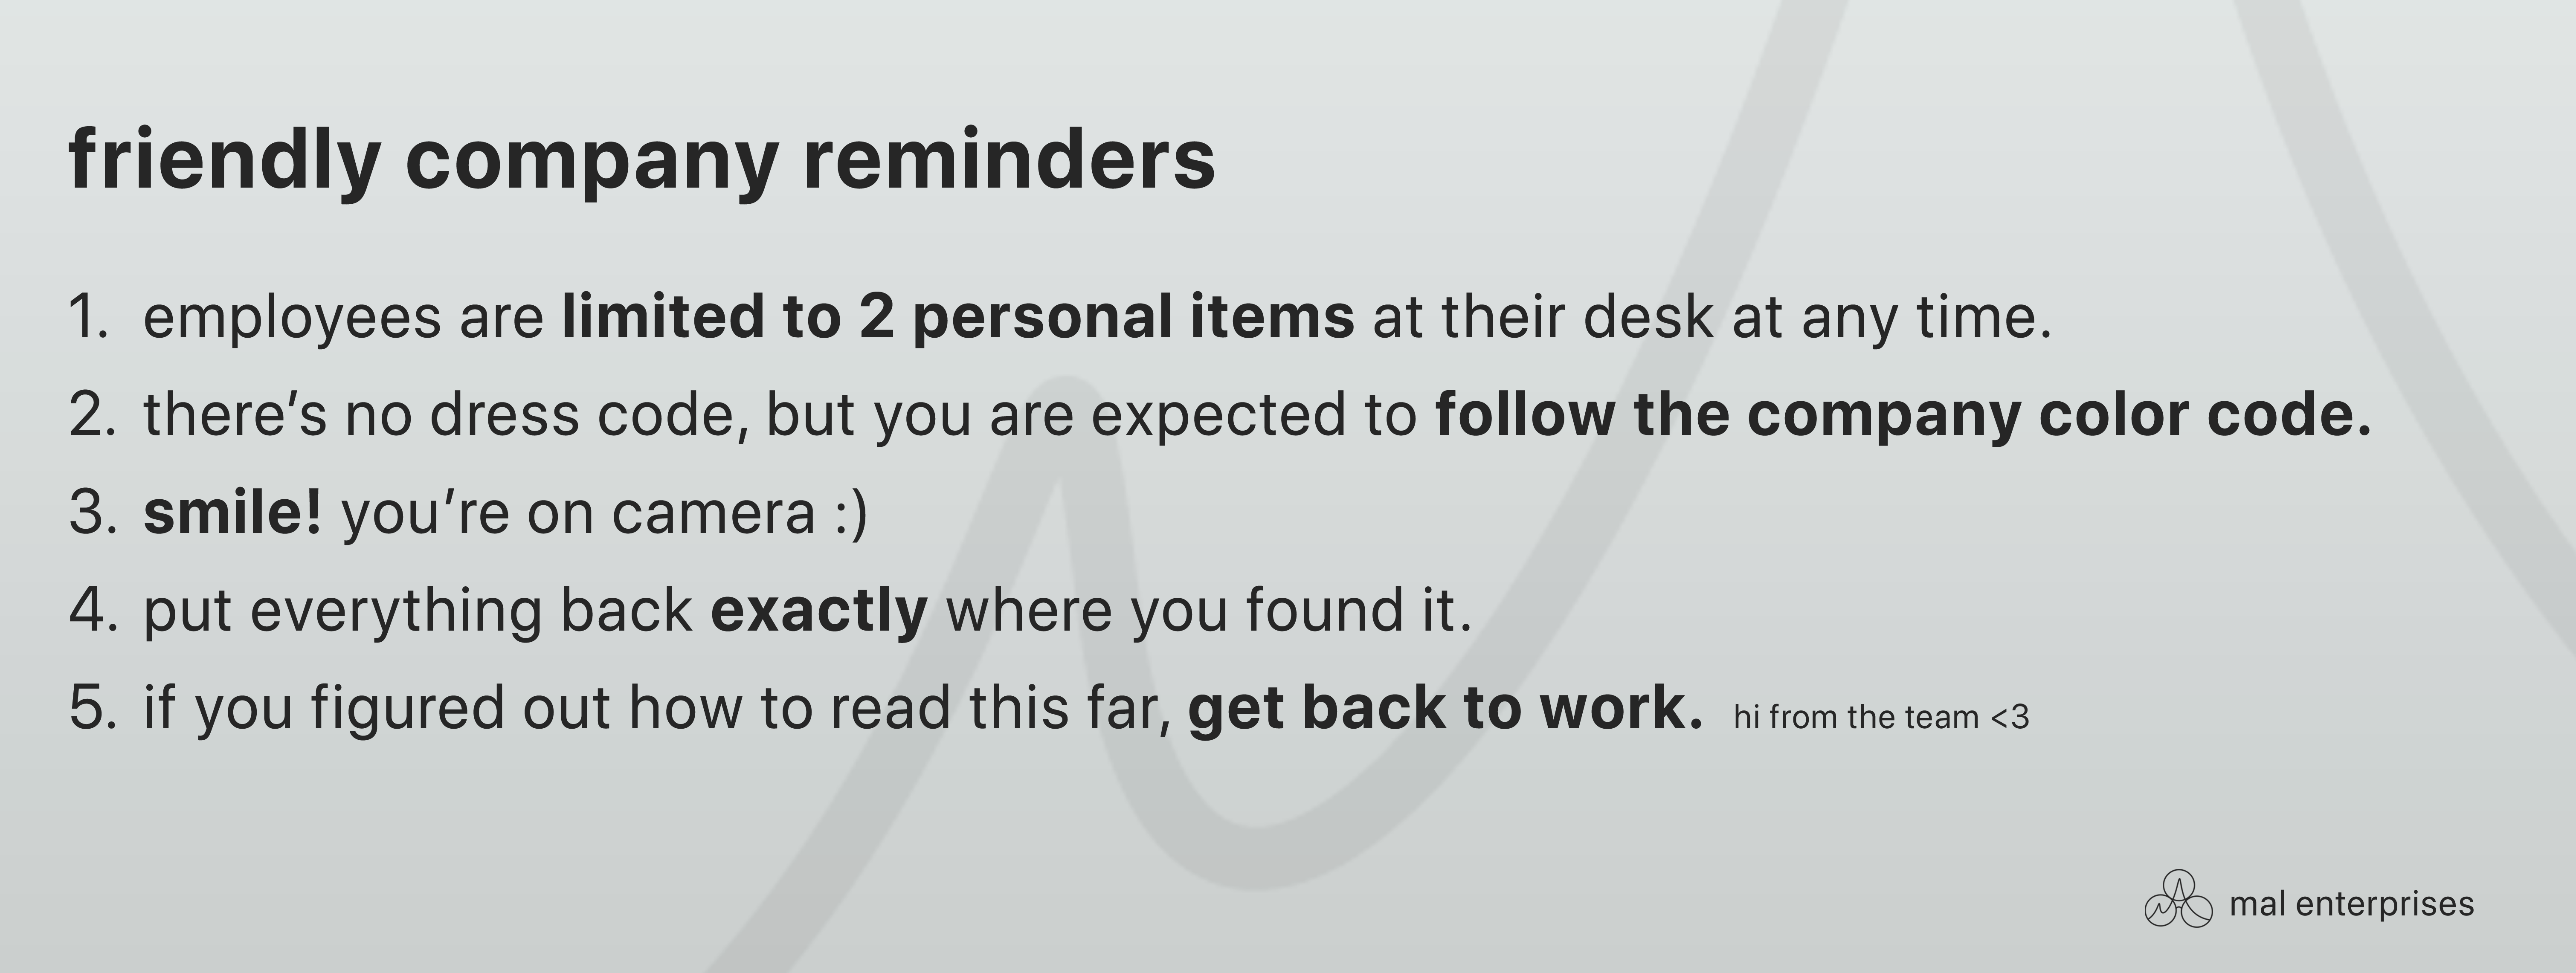 friendly company reminders
1. employees are limited to 2 personal items at their desk at any time.
2. there’s no dress code, but you are expected to follow the company color code.
3. smile! you’re on camera :)
4. put everything back exactly where you found it.
5. if you figured out how to read this far, get back to work. hi from the team <3
mal enterprises